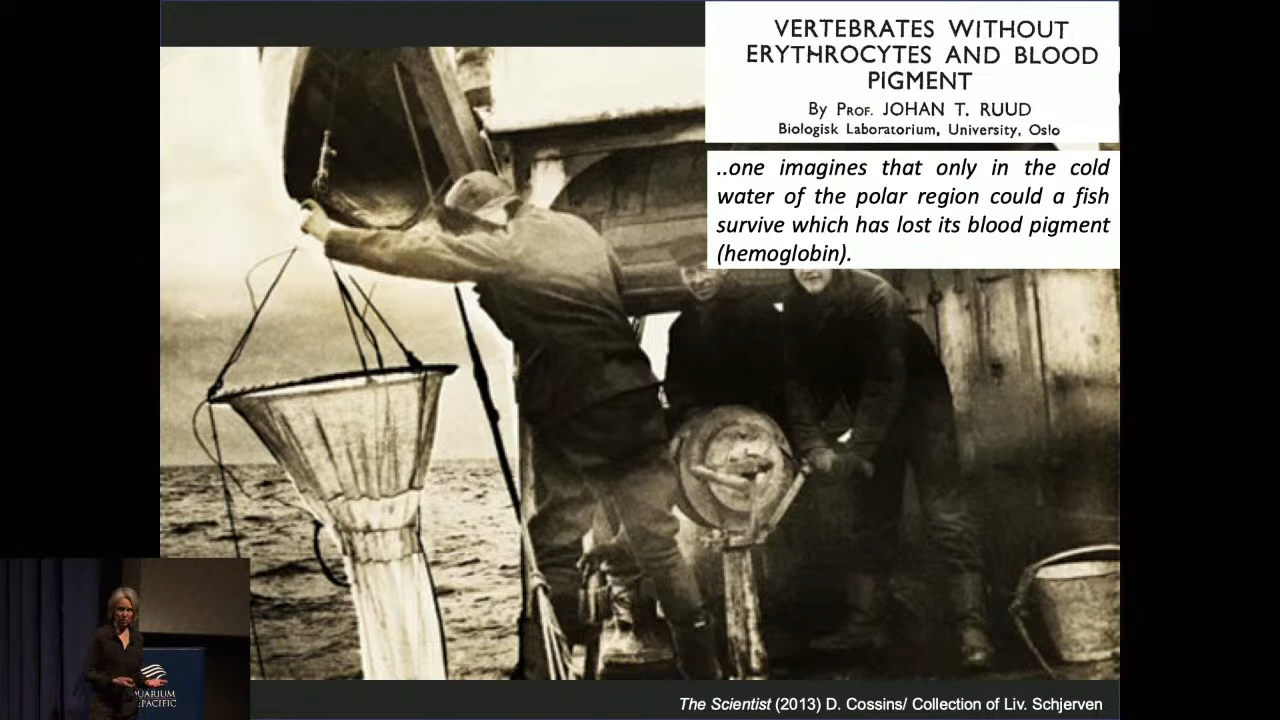 VERTEBRATES WITHOUT
ERYTHROCYTES AND BLOOD
PIGMENT
By PROF. JOHAN T. RUUD
Biologisk Laboratorium, University, Oslo
..one imagines that only in the cold
water of the polar region could a fish
survive which has lost its blood pigment
(hemoglobin).
UARIUM
PACIFIC
The Scientist (2013) D. Cossins/ Collection of Liv. Schjerven